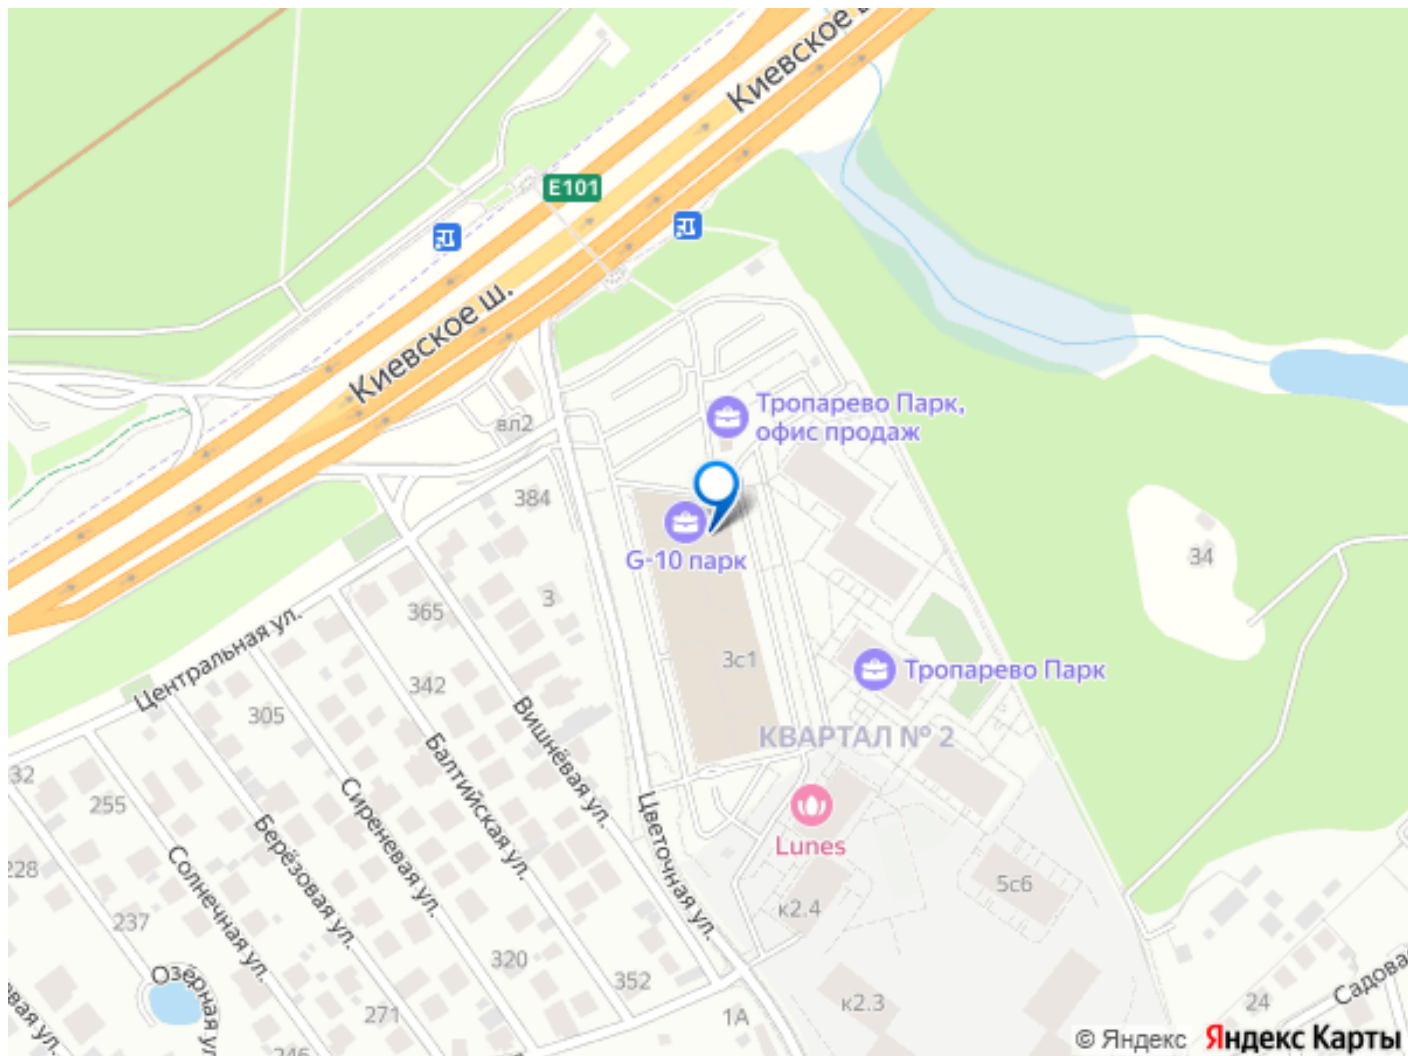 Киевское
E101
Киевское ш.
Тропарево Парк,
офис продаж
вл2
384
G-10 парк
34
365
3
3с1
Тропарево Парк
Центральная ул.
342
305
КВАРТАЛ № 2
Вишнёвая ул.
32
255
Балтийская ул.
Сиреневая ул.
Цветочная ул.
Lunes
Берёзовая ул.
Солнечная ул.
228
5с6
237
к2.4
320
352
Озёрная ул.
271
1А
к2.3
24
Садовая
246
вая ул.
© Яндекс Яндекс Карты